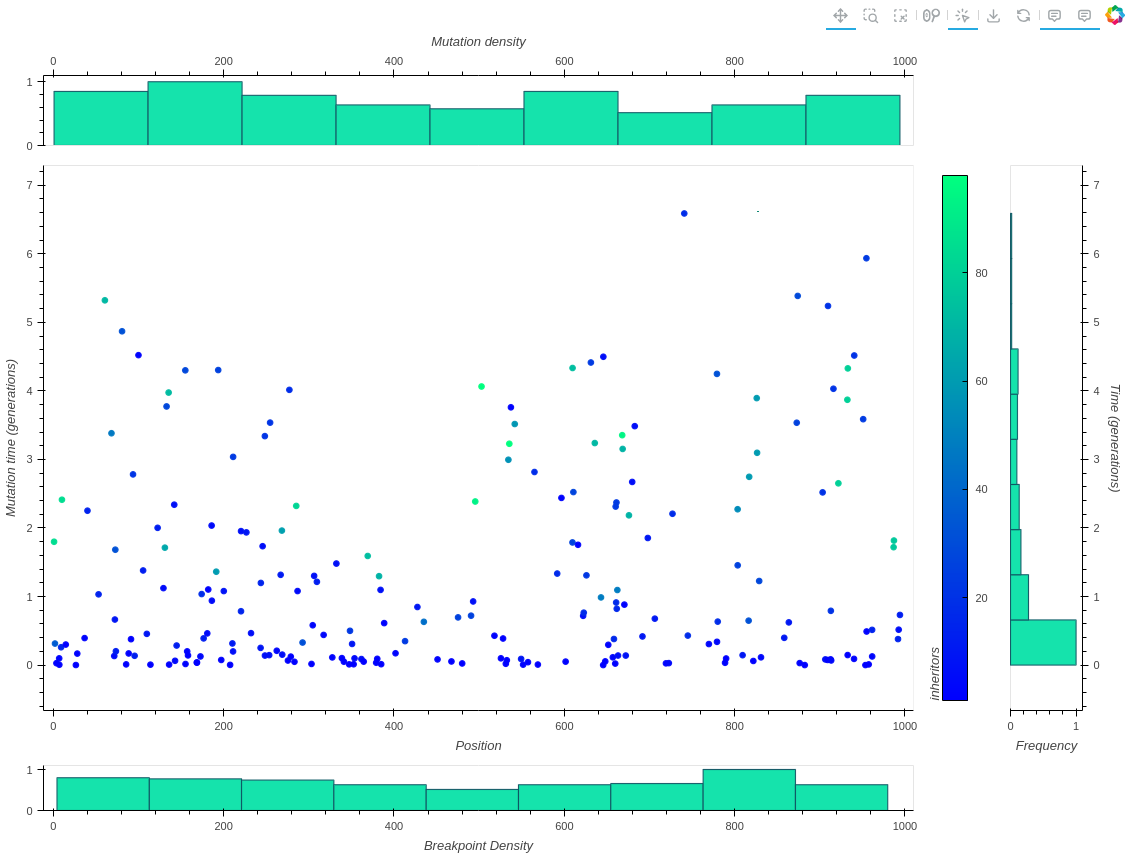 Mutation density
0 200 400 600 800 1000
1
0
7
6
5
4
3
2
1
0
Mutation time (generations)
0 200 400 600 800 1000
Position
80
60
40
20
inheritors
7
6
5
4
3
2
1
0
Time (generations)
0 1
Frequency
1
0
0 200 400 600 800 1000
Breakpoint Density